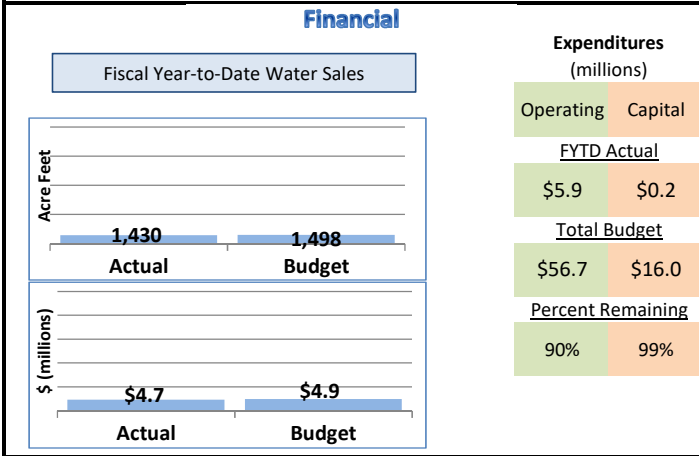 Financial
Fiscal Year-to-Date Water Sales
Acre Feet
1,430 1,498
Actual Budget
$ (millions)
$4.7 $4.9
Actual Budget
Expenditures
(millions)
Operating Capital
FYTD Actual
$5.9 $0.2
Total Budget
$56.7 $16.0
Percent Remaining
90% 99%